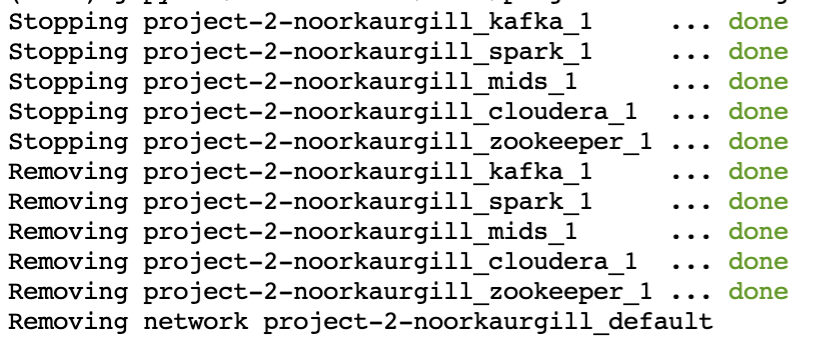 Stopping project-2-noorkaurgill_kafka_1     ... done
Stopping project-2-noorkaurgill_spark_1     ... done
Stopping project-2-noorkaurgill_mids_1      ... done
Stopping project-2-noorkaurgill_cloudera_1  ... done
Stopping project-2-noorkaurgill_zookeeper_1 ... done
Removing project-2-noorkaurgill_kafka_1     ... done
Removing project-2-noorkaurgill_spark_1     ... done
Removing project-2-noorkaurgill_mids_1      ... done
Removing project-2-noorkaurgill_cloudera_1  ... done
Removing project-2-noorkaurgill_zookeeper_1 ... done
Removing network project-2-noorkaurgill_default